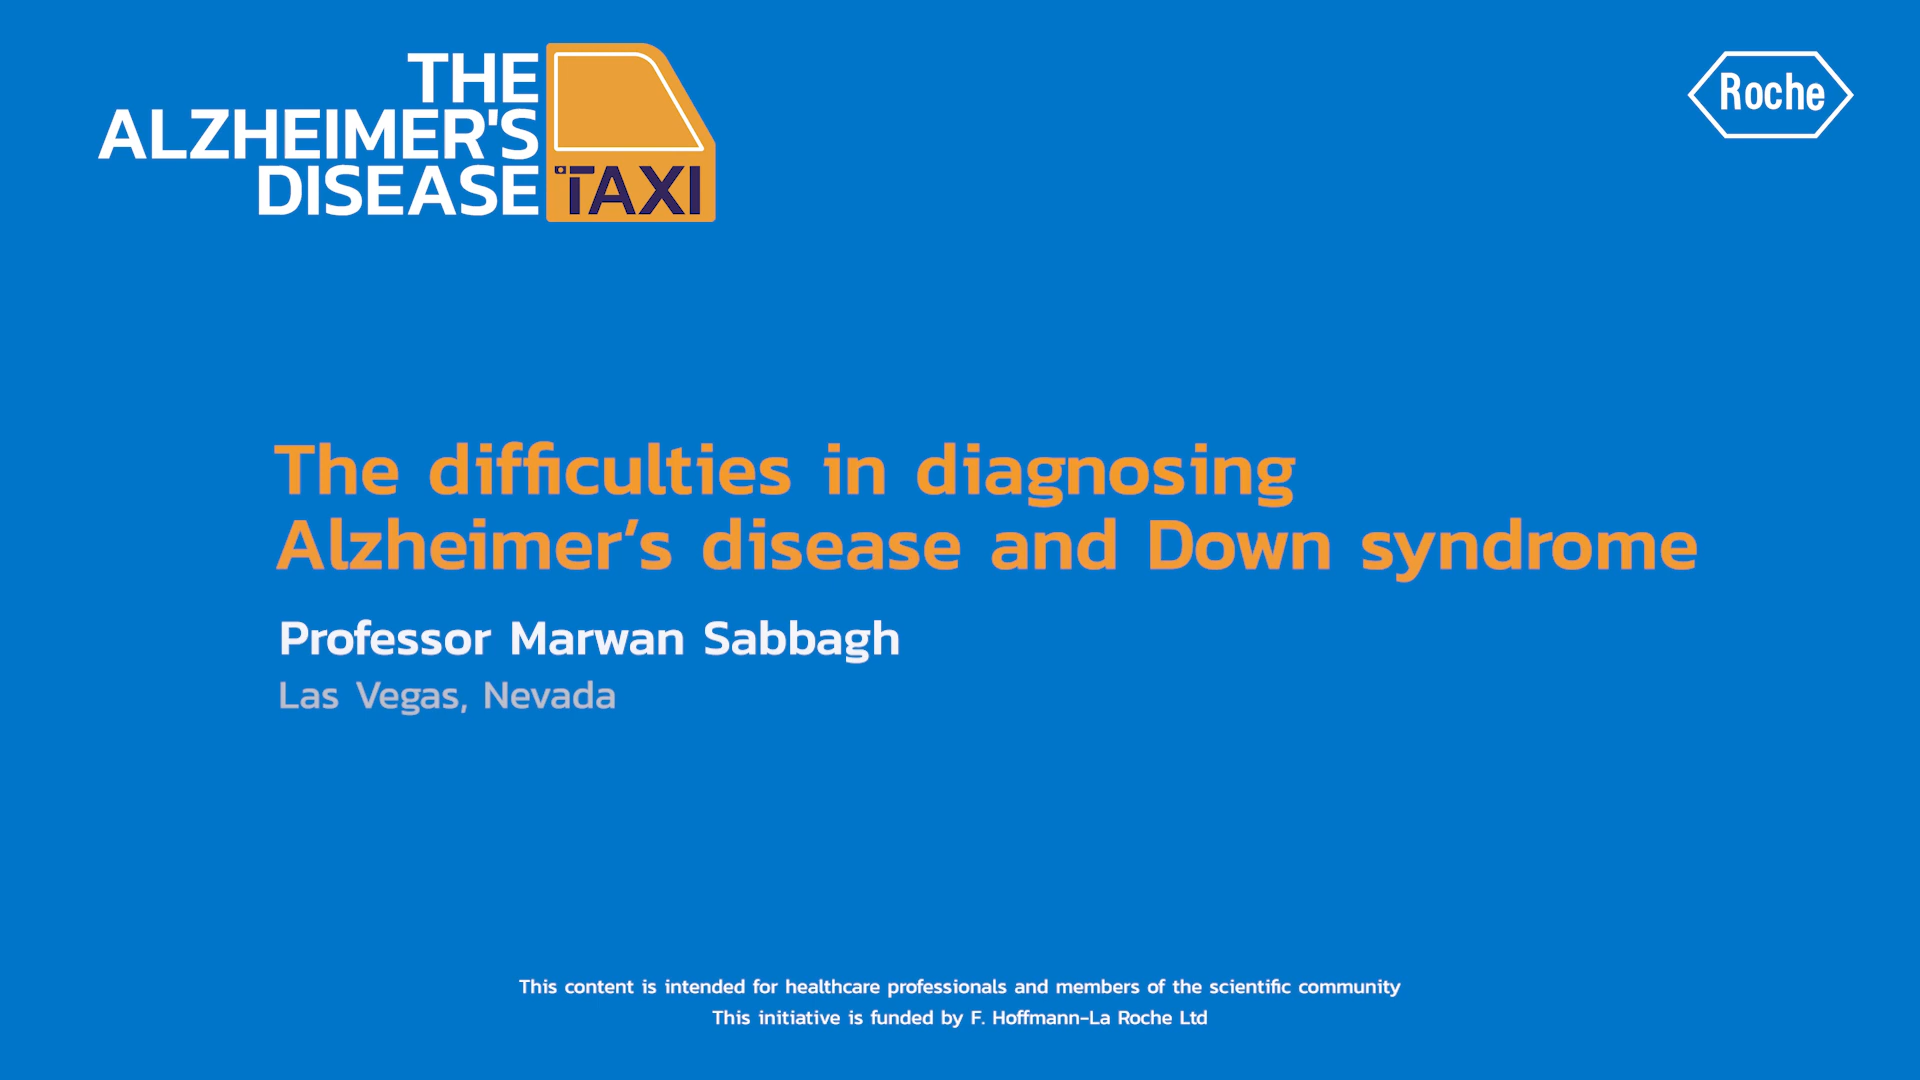 THE
ALZHEIMER'S
DISEASE TAXI
Roche
The difficulties in diagnosing
Alzheimer’s disease and Down syndrome
Professor Marwan Sabbagh
Las Vegas, Nevada
This content is intended for healthcare professionals and members of the scientific community
This initiative is funded by F. Hoffmann-La Roche Ltd